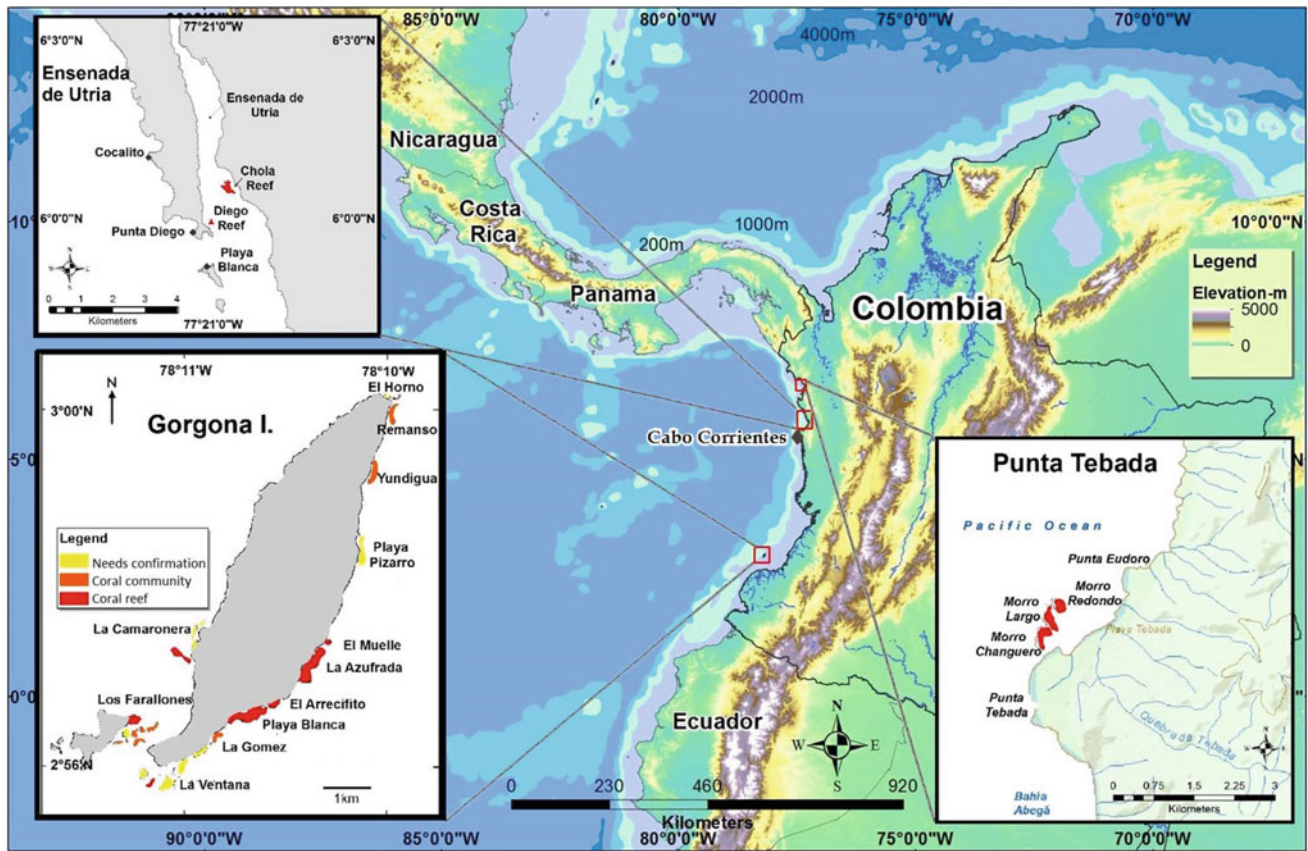 85°0'0"W
80°0'0"W
75°0'0"W
70°0'0"W
4000m
2000m
1000m
200m
10°
10°0'0"N
5°0
0°0
0'0"
Nicaragua
Costa
Rica
Panama
Colombia
Ecuador
Cabo Corrientes
Legend
Elevation-m
5000
0
N
W
E
S
0
230
460
920
Kilometers
90°0'0"W
80°0'0"W
75°0'0"W
70°0'0"W
77°21'0"W
6°3'0"N
6°3'0"N
Ensenada
de Utria
Ensenada de
Utria
Cocalito
Chola
Reef
Diego
Reef
6°0'0"N
6°0'0"N
Punta Diego
Playa
Blanca
0 1 2 3 4
Kilometers
77°21'0"W
78°11'W
78°10'W
N
3°00'N
Gorgona I.
El Horno
Remanso
Yundigua
Playa
Pizarro
Legend
Needs confirmation
Coral community
Coral reef
La Camaronera
El Muelle
La Azufrada
Los Farallones
El Arrecifito
Playa Blanca
La Gomez
2°56'N
La Ventana
1km
Punta Tebada
Pacific Ocean
Punta Eudoro
Morro
Redondo
Morro
Largo
Playa Tebada
Morro
Changuero
Punta
Tebada
Quebrada Tebada
Bahia
Abegá
0 0.75 1.5 2.25 3
Kilometers